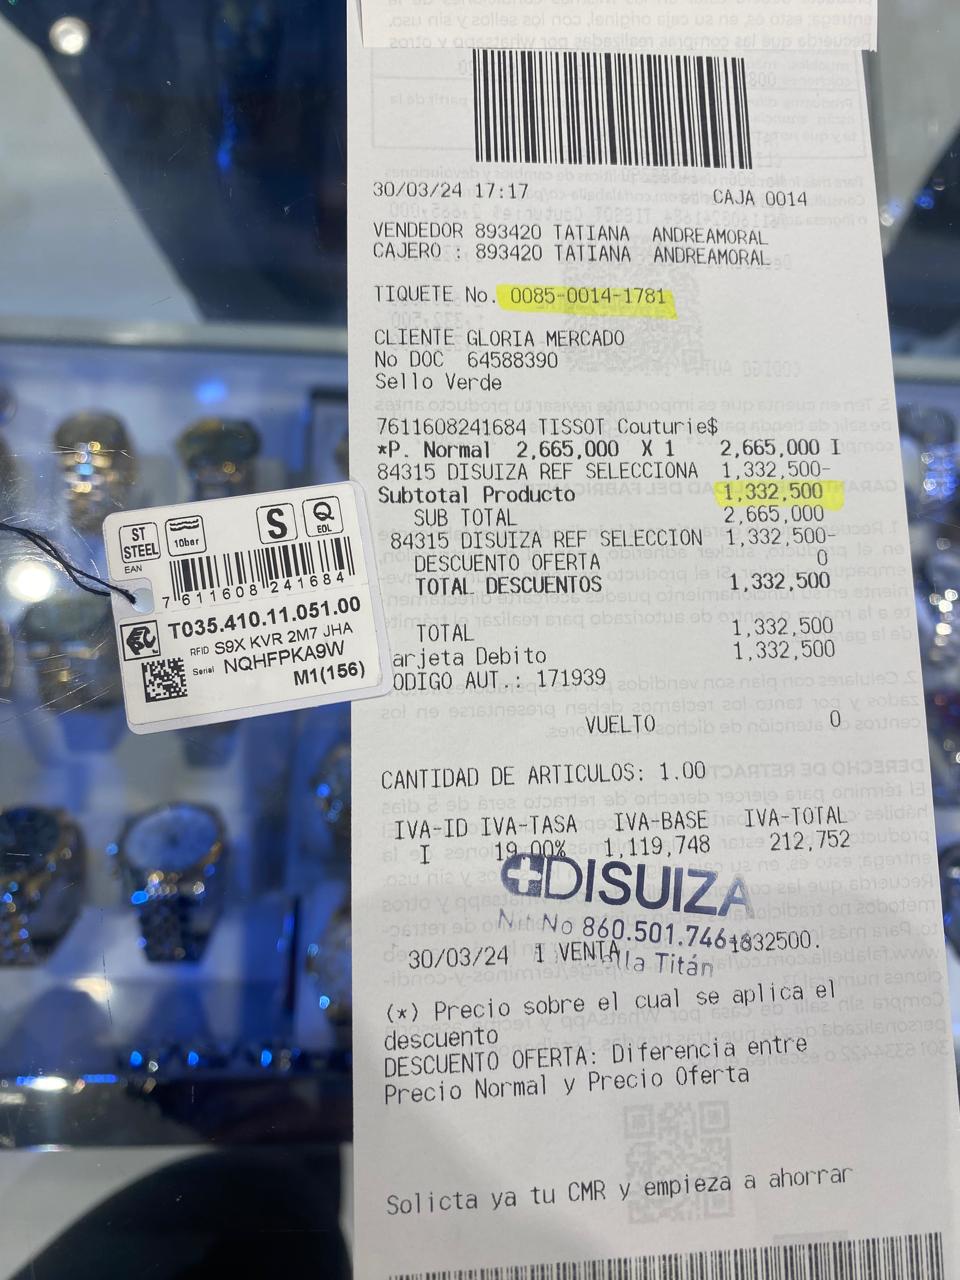 30/03/24 17:17 CAJA 0014
VENDEDOR 893420 TATIANA ANDREAMORAL
CAJERO : 893420 TATIANA ANDREAMORAL
TIQUETE No. 0085-0014-1781
CLIENTE GLORIA MERCADO
No DOC 64588390
Sello Verde
7611608241684 TISSOT Couturie$
*P. Normal 2,665,000 X 1 2,665,000 I
84315 DISUIZA REF SELECCIONA 1,332,500-
Subtotal Producto 1,332,500
SUB TOTAL 2,665,000
84315 DISUIZA REF SELECCION 1,332,500-
DESCUENTO OFERTA 0
TOTAL DESCUENTOS 1,332,500
TOTAL 1,332,500
arjeta Debito 1,332,500
ODIGO AUT.: 171939
VUELTO 0
CANTIDAD DE ARTICULOS: 1.00
IVA-ID IVA-TASA IVA-BASE IVA-TOTAL
I 19.00% 1,119,748 212,752
DISUIZA
Nit No 860.501.746-1
30/03/24 I VENTA 832500.
lla Titán
(*) Precio sobre el cual se aplica el
descuento
DESCUENTO OFERTA: Diferencia entre
Precio Normal y Precio Oferta
Solicta ya tu CMR y empieza a ahorrar
ST
STEEL
10bar
S
Q
EOL
EAN
7 611608 241684
T035.410.11.051.00
RFID S9X KVR 2M7 JHA
Serial NQHFPKA9W
M1(156)